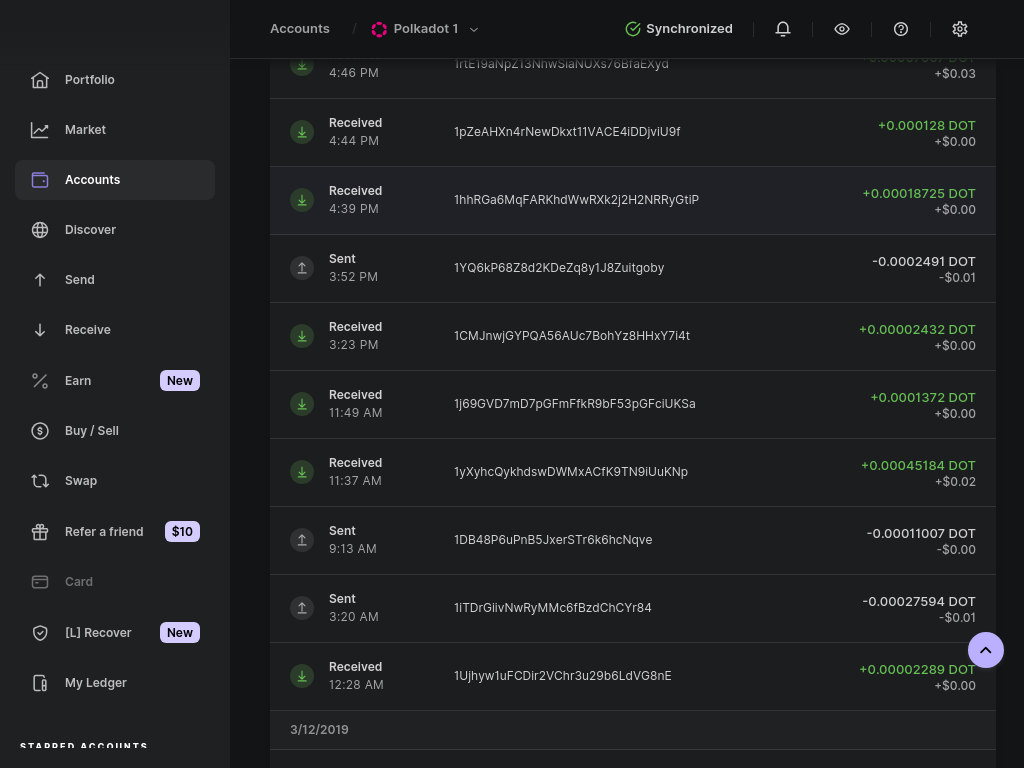 Accounts / Polkadot 1 Synchronized
Portfolio
Market
Accounts
Discover
Send
Receive
Earn New
Buy / Sell
Swap
Refer a friend $10
Card
[L] Recover New
My Ledger
STARRED ACCOUNTS
4:46 PM
+$0.03
Received
4:44 PM
1pZeAHXn4rNewDkxt11VACE4iDDjviU9f
+0.000128 DOT
+$0.00
Received
4:39 PM
1hhRGa6MqFARKhdWwRXk2j2H2NRRyGtiP
+0.00018725 DOT
+$0.00
Sent
3:52 PM
1YQ6kP68Z8d2KDeZq8y1J8Zuitgoby
-0.0002491 DOT
-$0.01
Received
3:23 PM
1CMJnwjGYPQA56AUc7BohYz8HHxY7i4t
+0.00002432 DOT
+$0.00
Received
11:49 AM
1j69GVD7mD7pGFmFfkR9bF53pGFciUKSa
+0.0001372 DOT
+$0.00
Received
11:37 AM
1yXyhcQykhdswDWMxACfK9TN9iUuKNp
+0.00045184 DOT
+$0.02
Sent
9:13 AM
1DB48P6uPnB5JxerSTr6k6hcNqve
-0.00011007 DOT
-$0.00
Sent
3:20 AM
1iTDrGiivNwRyMMc6fBzdChCYr84
-0.00027594 DOT
-$0.01
Received
12:28 AM
1Ujhyw1uFCDir2VChr3u29b6LdVG8nE
+0.00002289 DOT
+$0.00
3/12/2019